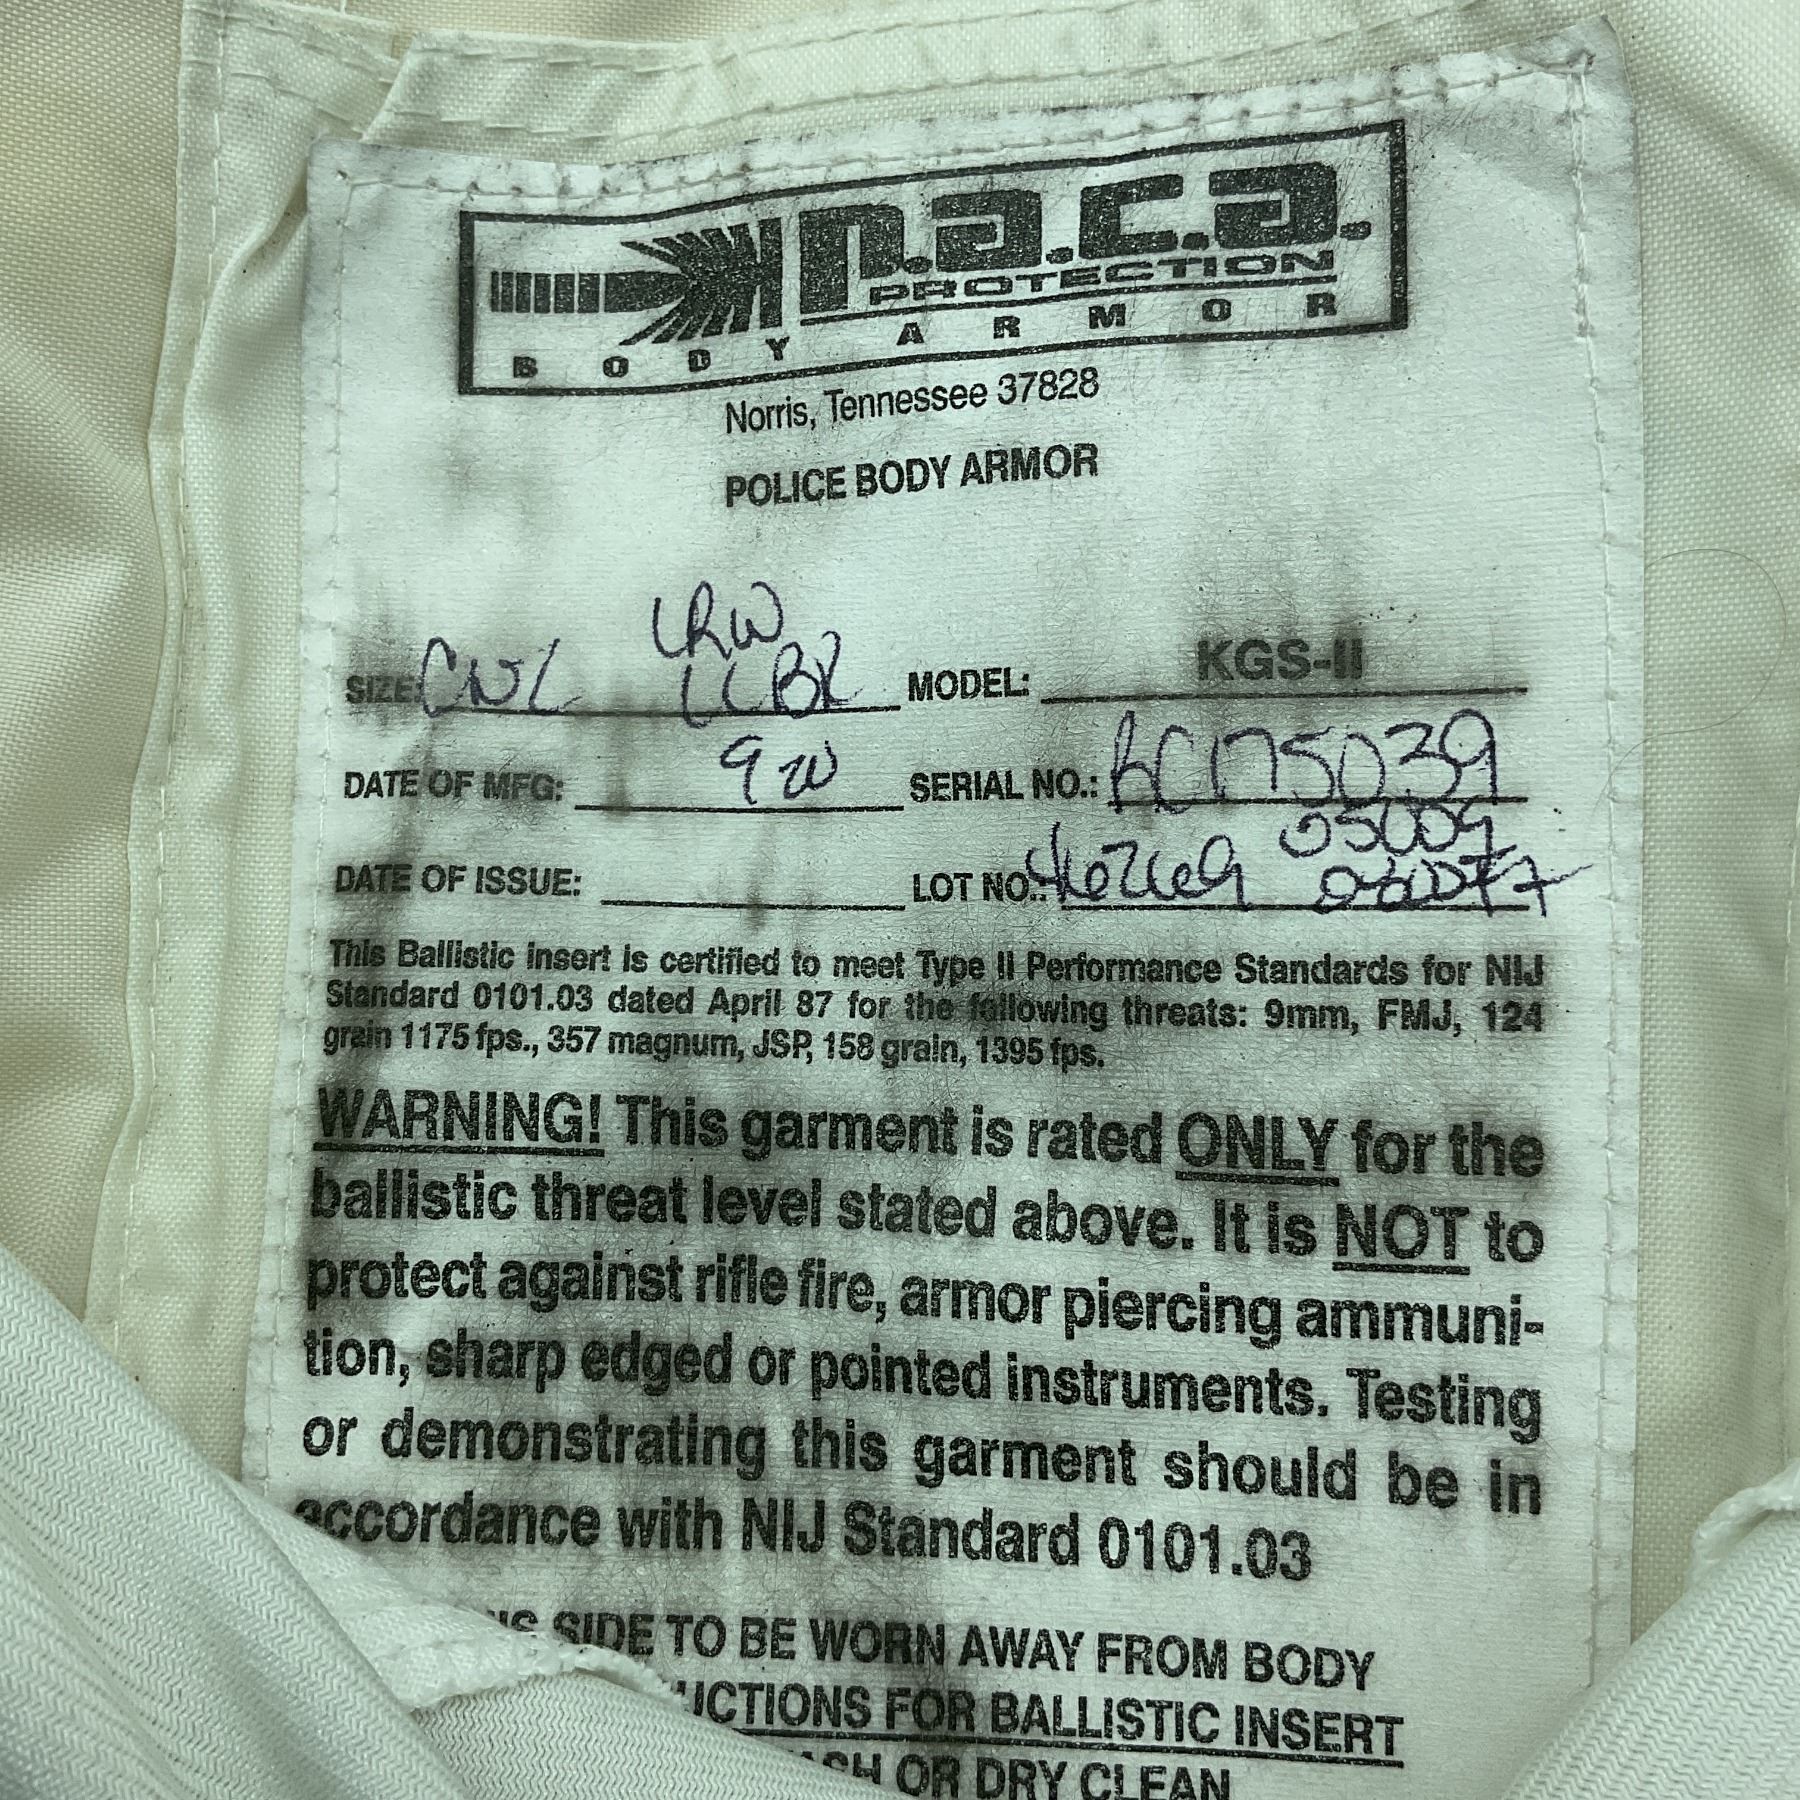 n.a.c.a.
PROTECTION
BODY ARMOR
Norris, Tennessee 37828
POLICE BODY ARMOR
LRW
SIZE: MODEL: KGS-II
DATE OF MFG: SERIAL NO.: RC175039
DATE OF ISSUE: LOT NO.:
This Ballistic insert is certified to meet Type II Performance Standards for NIJ
Standard 0101.03 dated April 87 for the following threats: 9mm, FMJ, 124
grain 1175 fps., 357 magnum, JSP, 158 grain, 1395 fps.
WARNING! This garment is rated ONLY for the
ballistic threat level stated above. It is NOT to
protect against rifle fire, armor piercing ammuni-
tion, sharp edged or pointed instruments. Testing
or demonstrating this garment should be in
accordance with NIJ Standard 0101.03
SIDE TO BE WORN AWAY FROM BODY
UCTIONS FOR BALLISTIC INSERT
OR DRY CLEAN